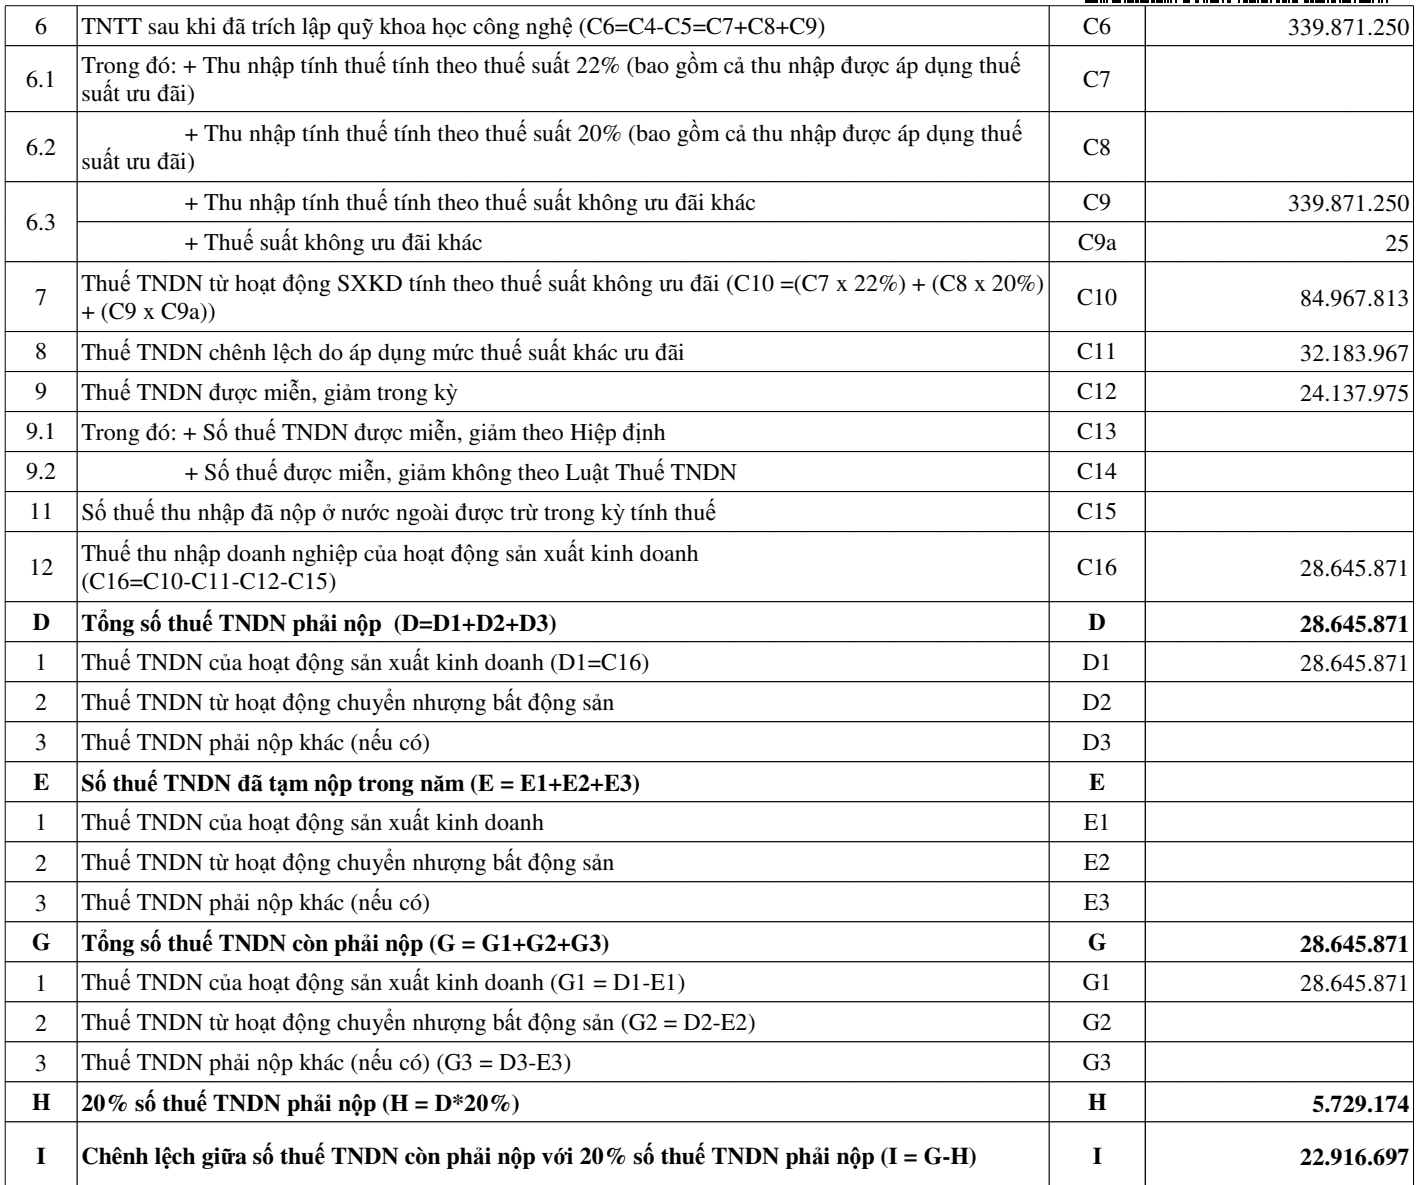 6 TNTT sau khi đã trích lập quỹ khoa học công nghệ (C6=C4-C5=C7+C8+C9) C6 339.871.250
6.1 Trong đó: + Thu nhập tính thuế tính theo thuế suất 22% (bao gồm cả thu nhập được áp dụng thuế
suất ưu đãi) C7
6.2 + Thu nhập tính thuế tính theo thuế suất 20% (bao gồm cả thu nhập được áp dụng thuế
suất ưu đãi) C8
6.3 + Thu nhập tính thuế tính theo thuế suất không ưu đãi khác C9 339.871.250
+ Thuế suất không ưu đãi khác C9a 25
7 Thuế TNDN từ hoạt động SXKD tính theo thuế suất không ưu đãi (C10 =(C7 x 22%) + (C8 x 20%)
+ (C9 x C9a)) C10 84.967.813
8 Thuế TNDN chênh lệch do áp dụng mức thuế suất khác ưu đãi C11 32.183.967
9 Thuế TNDN được miễn, giảm trong kỳ C12 24.137.975
9.1 Trong đó: + Số thuế TNDN được miễn, giảm theo Hiệp định C13
9.2 + Số thuế được miễn, giảm không theo Luật Thuế TNDN C14
11 Số thuế thu nhập đã nộp ở nước ngoài được trừ trong kỳ tính thuế C15
12 Thuế thu nhập doanh nghiệp của hoạt động sản xuất kinh doanh
(C16=C10-C11-C12-C15) C16 28.645.871
D Tổng số thuế TNDN phải nộp (D=D1+D2+D3) D 28.645.871
1 Thuế TNDN của hoạt động sản xuất kinh doanh (D1=C16) D1 28.645.871
2 Thuế TNDN từ hoạt động chuyển nhượng bất động sản D2
3 Thuế TNDN phải nộp khác (nếu có) D3
E Số thuế TNDN đã tạm nộp trong năm (E = E1+E2+E3) E
1 Thuế TNDN của hoạt động sản xuất kinh doanh E1
2 Thuế TNDN từ hoạt động chuyển nhượng bất động sản E2
3 Thuế TNDN phải nộp khác (nếu có) E3
G Tổng số thuế TNDN còn phải nộp (G = G1+G2+G3) G 28.645.871
1 Thuế TNDN của hoạt động sản xuất kinh doanh (G1 = D1-E1) G1 28.645.871
2 Thuế TNDN từ hoạt động chuyển nhượng bất động sản (G2 = D2-E2) G2
3 Thuế TNDN phải nộp khác (nếu có) (G3 = D3-E3) G3
H 20% số thuế TNDN phải nộp (H = D*20%) H 5.729.174
I Chênh lệch giữa số thuế TNDN còn phải nộp với 20% số thuế TNDN phải nộp (I = G-H) I 22.916.697